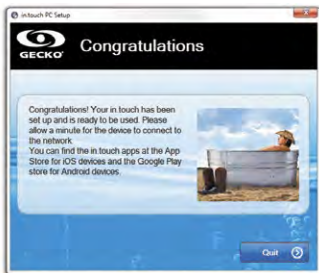 in.touch PC Setup
GECKO
Congratulations
Congratulations! Your in.touch has been
set up and is ready to be used. Please
allow a minute for the device to connect to
the network.
You can find the in.touch apps at the App
Store for iOS devices and the Google Play
store for Android devices.
Quit